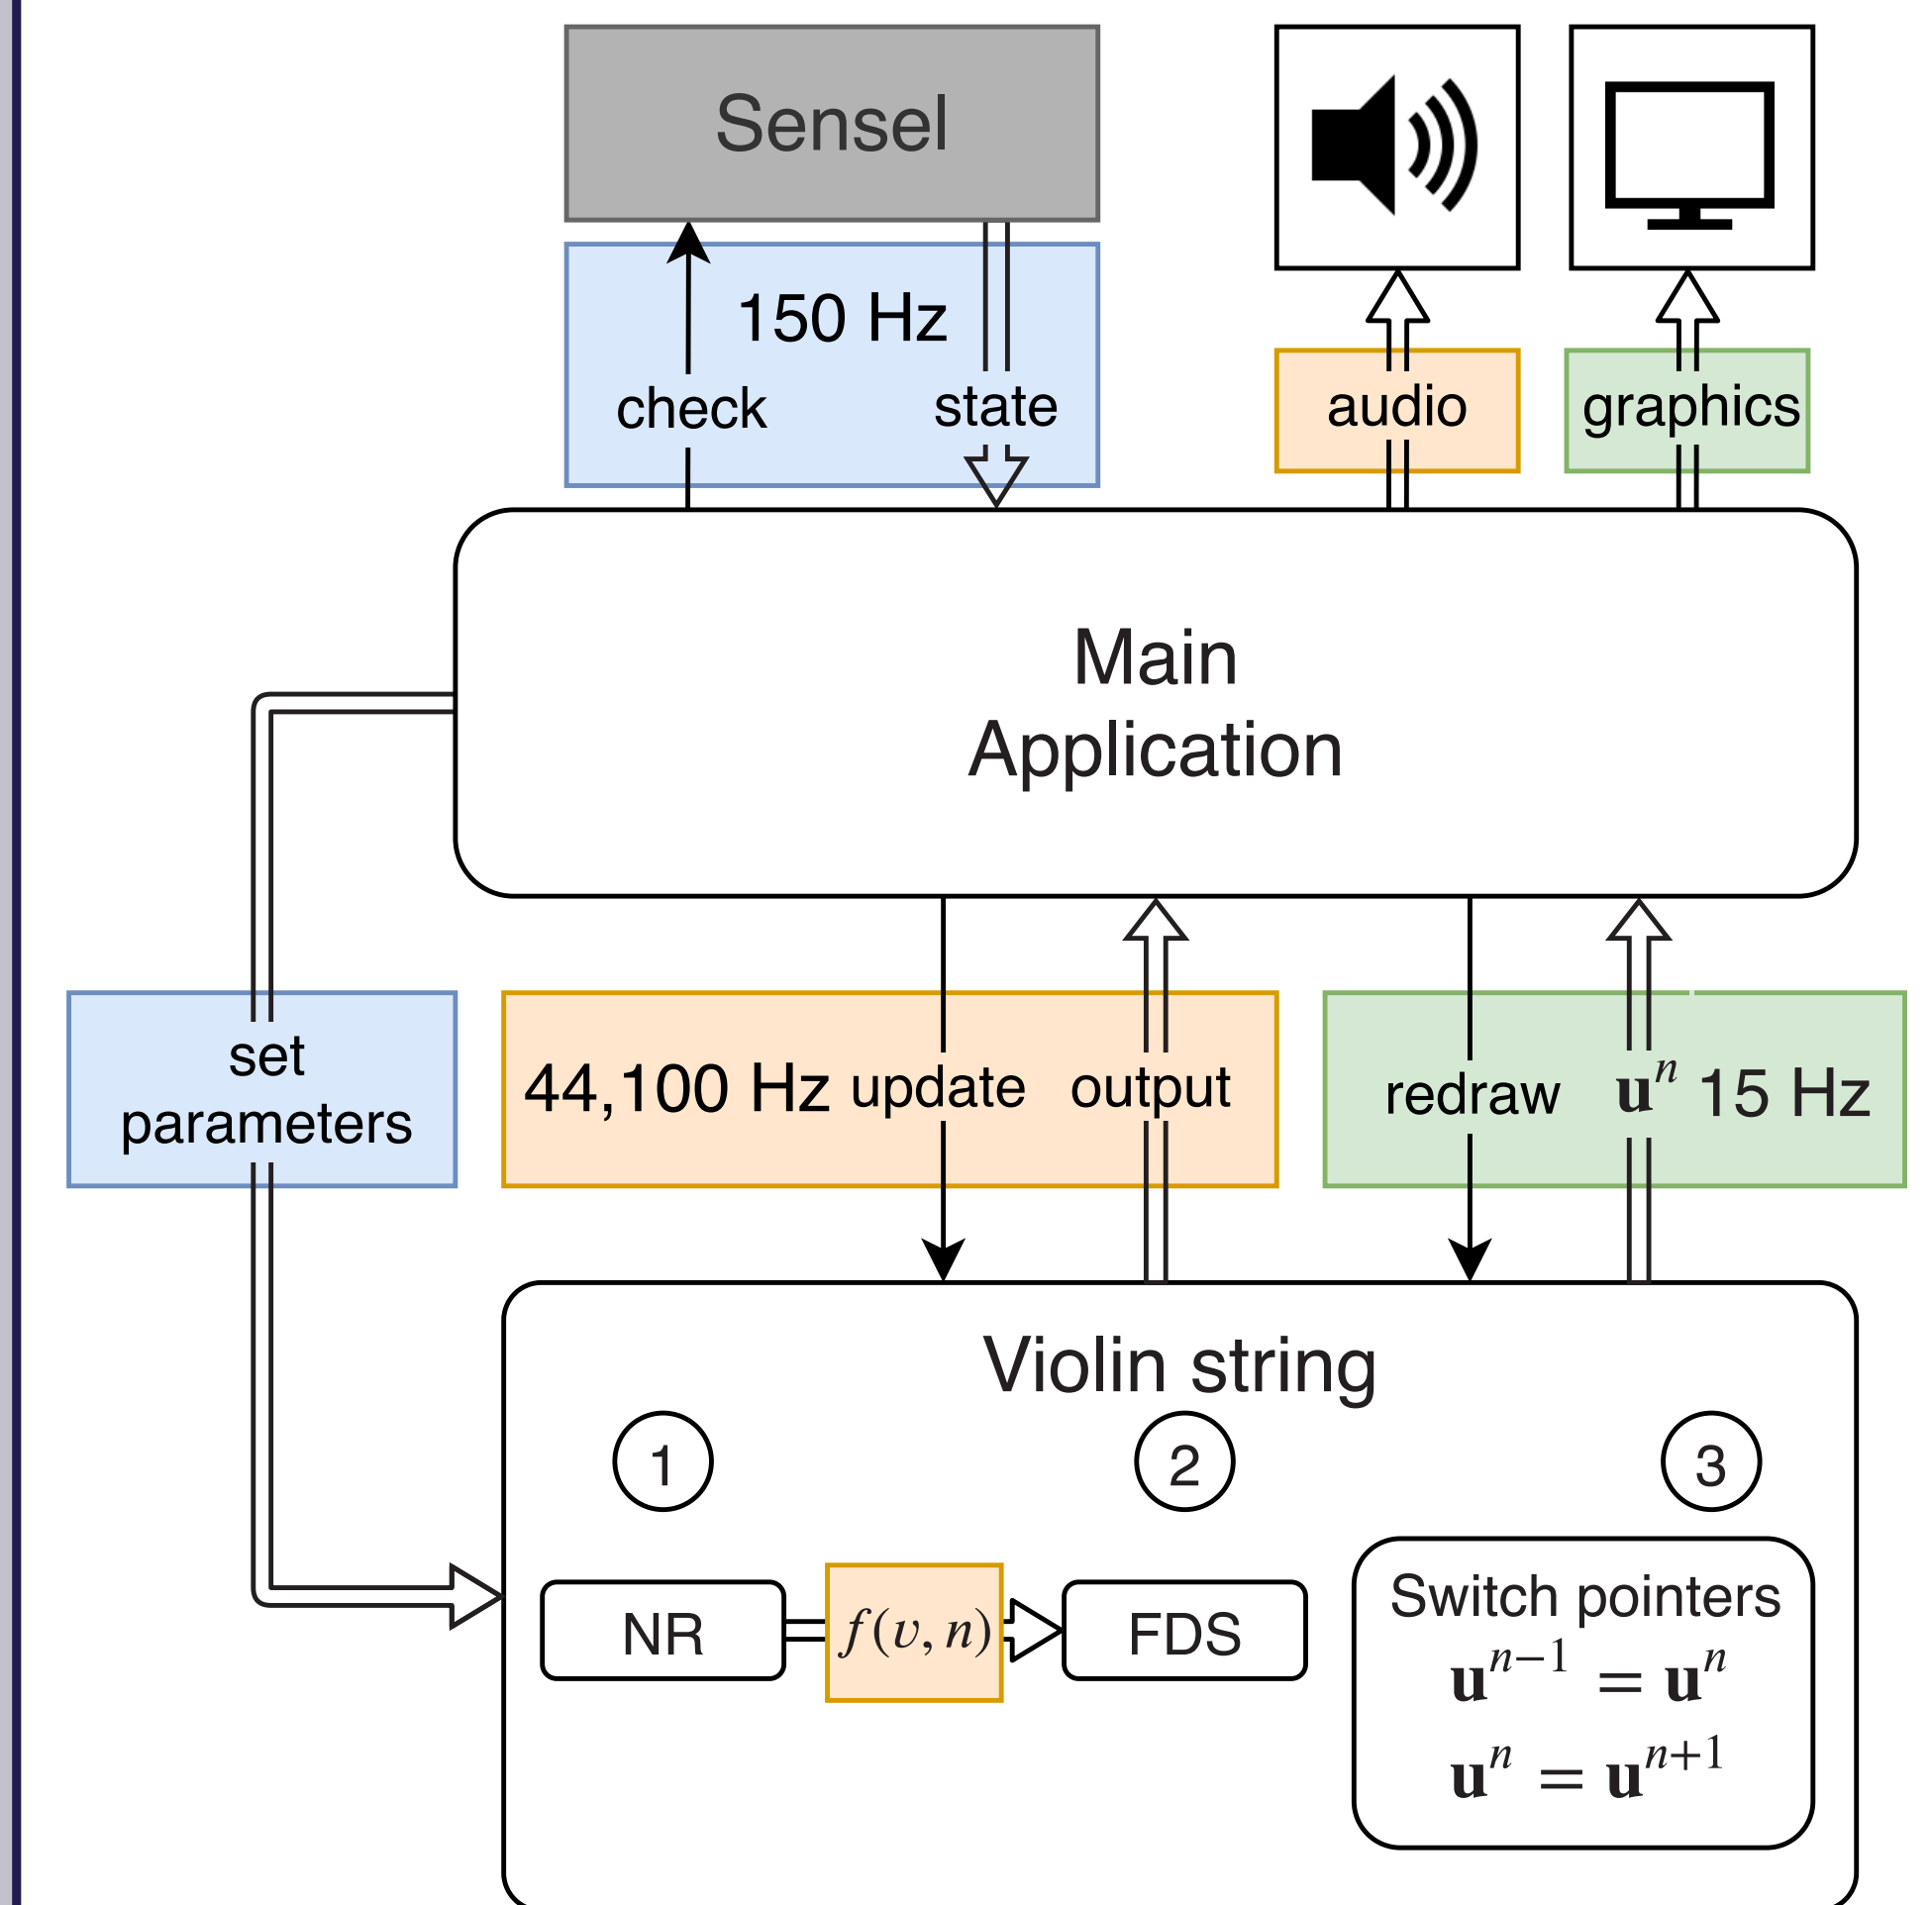 Sensel
150 Hz
check
state
audio
graphics
Main
Application
set
parameters
44,100 Hz
update
output
redraw
𝐮ⁿ
15 Hz
Violin string
1
2
3
NR
f(v, n)
FDS
Switch pointers
𝐮ⁿ⁻¹ = 𝐮ⁿ
𝐮ⁿ = 𝐮ⁿ⁺¹